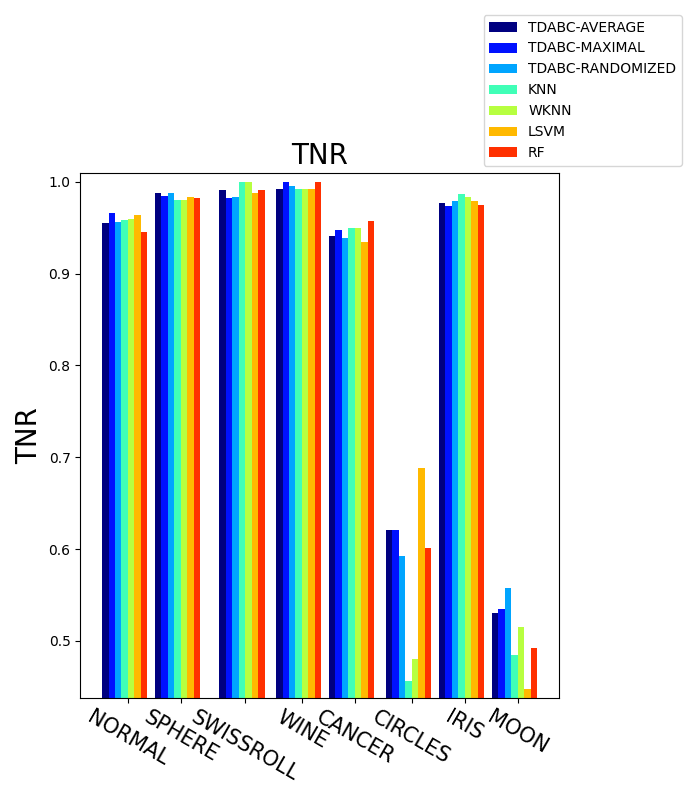 TDABC-AVERAGE
TDABC-MAXIMAL
TDABC-RANDOMIZED
KNN
WKNN
LSVM
RF
TNR
1.0
0.9
0.8
0.7
0.6
0.5
TNR
NORMAL
SPHERE
SWISSROLL
WINE
CANCER
CIRCLES
IRIS
MOON